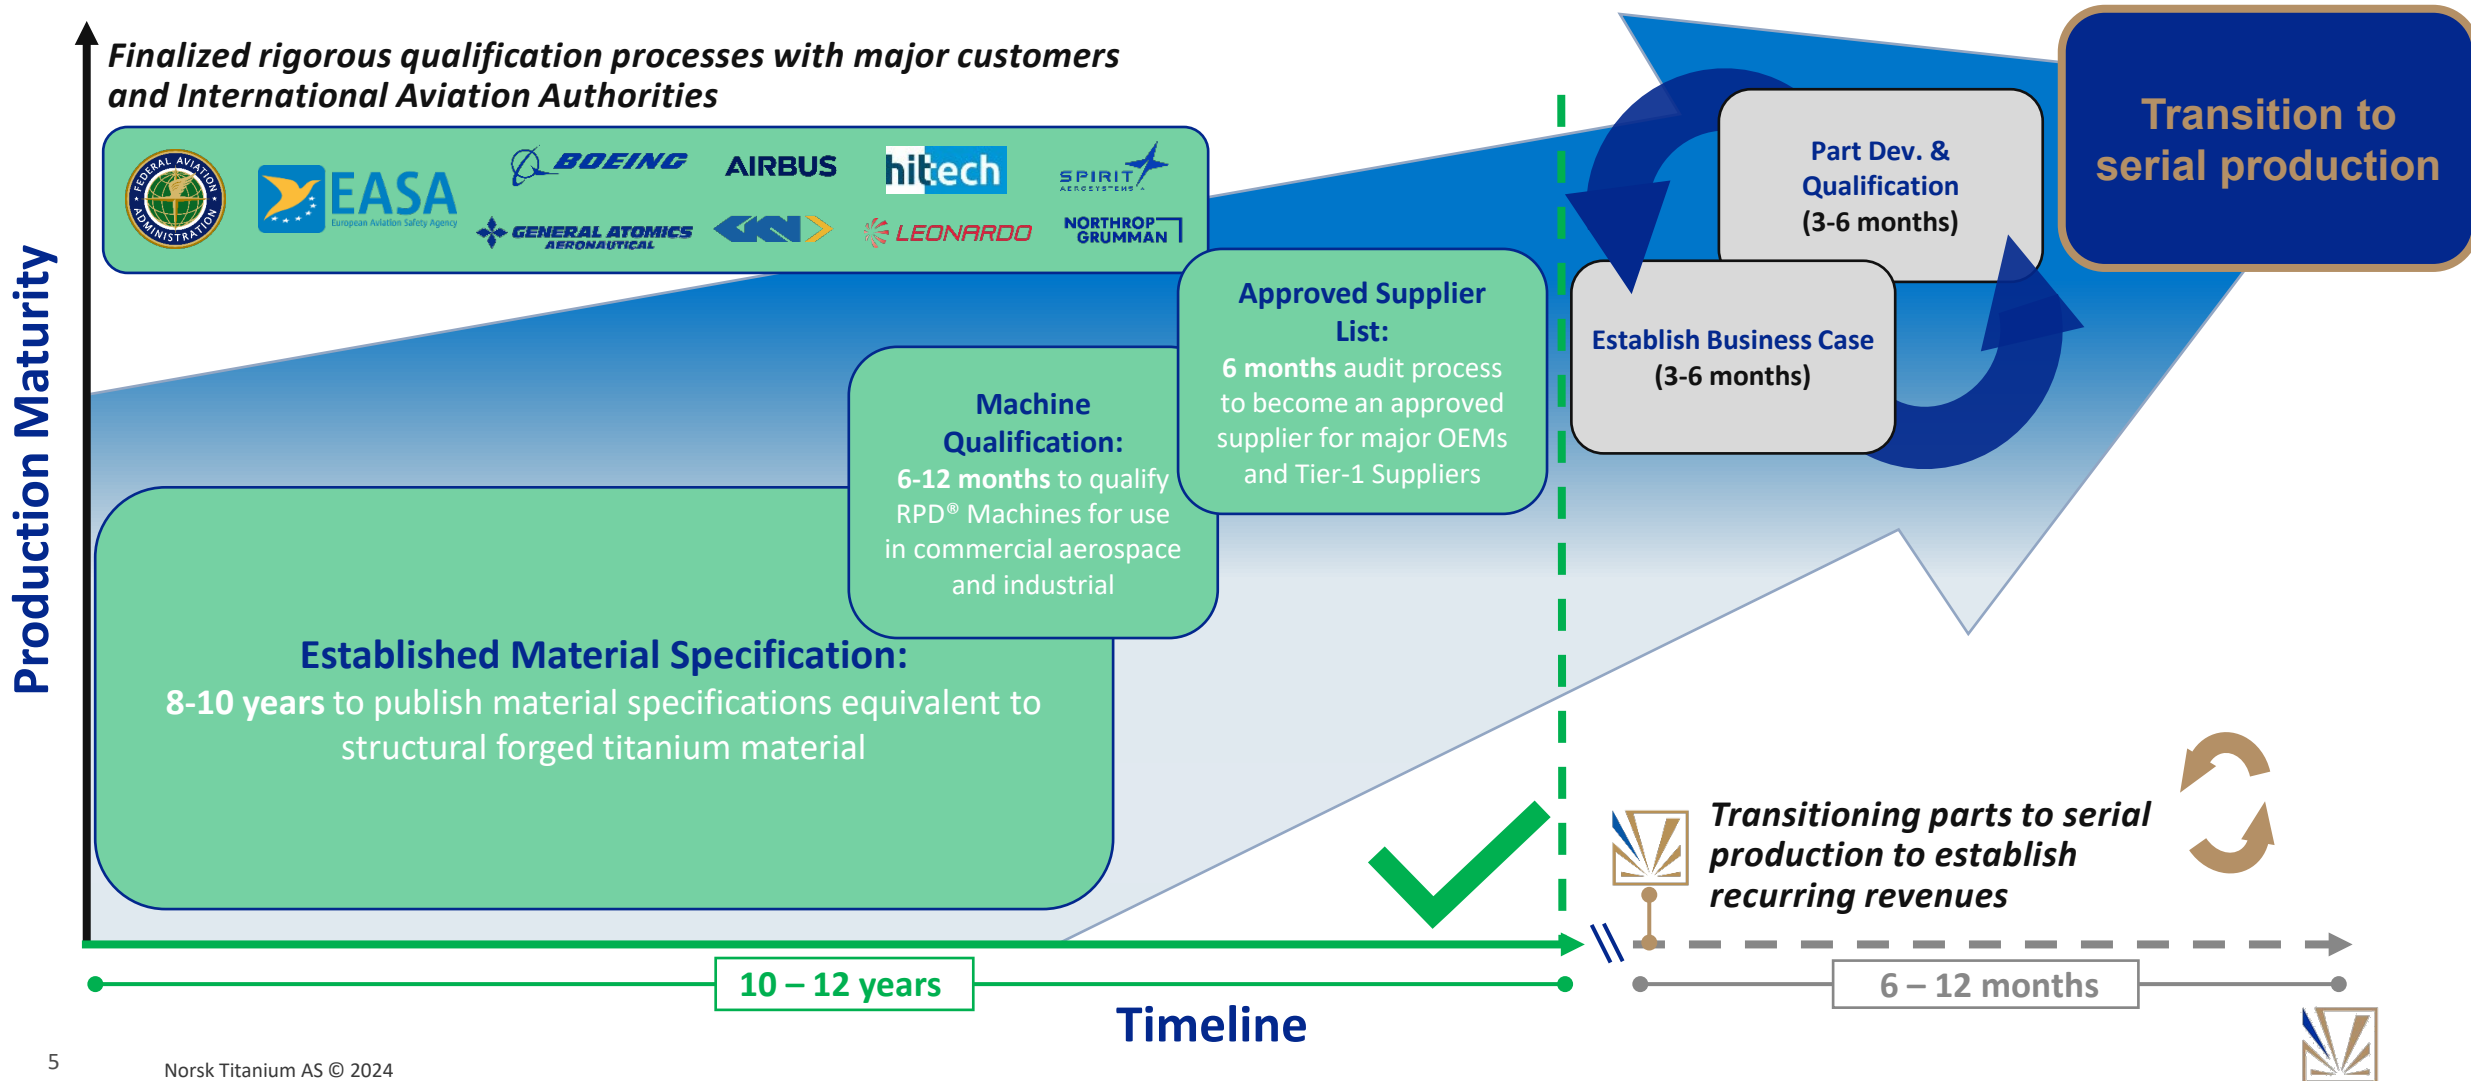 Finalized rigorous qualification processes with major customers
and International Aviation Authorities
FEDERAL AVIATION
ADMINISTRATION
EASA
European Aviation Safety Agency
BOEING
AIRBUS
hitech
SPIRIT
AEROSYSTEMS
GENERAL ATOMICS
AERONAUTICAL
GKN
LEONARDO
NORTHROP
GRUMMAN
Transition to
serial production
Part Dev. &
Qualification
(3-6 months)
Establish Business Case
(3-6 months)
Approved Supplier
List:
6 months audit process
to become an approved
supplier for major OEMs
and Tier-1 Suppliers
Machine
Qualification:
6-12 months to qualify
RPD® Machines for use
in commercial aerospace
and industrial
Established Material Specification:
8-10 years to publish material specifications equivalent to
structural forged titanium material
Production Maturity
Transitioning parts to serial
production to establish
recurring revenues
10 – 12 years
6 – 12 months
Timeline
5
Norsk Titanium AS © 2024